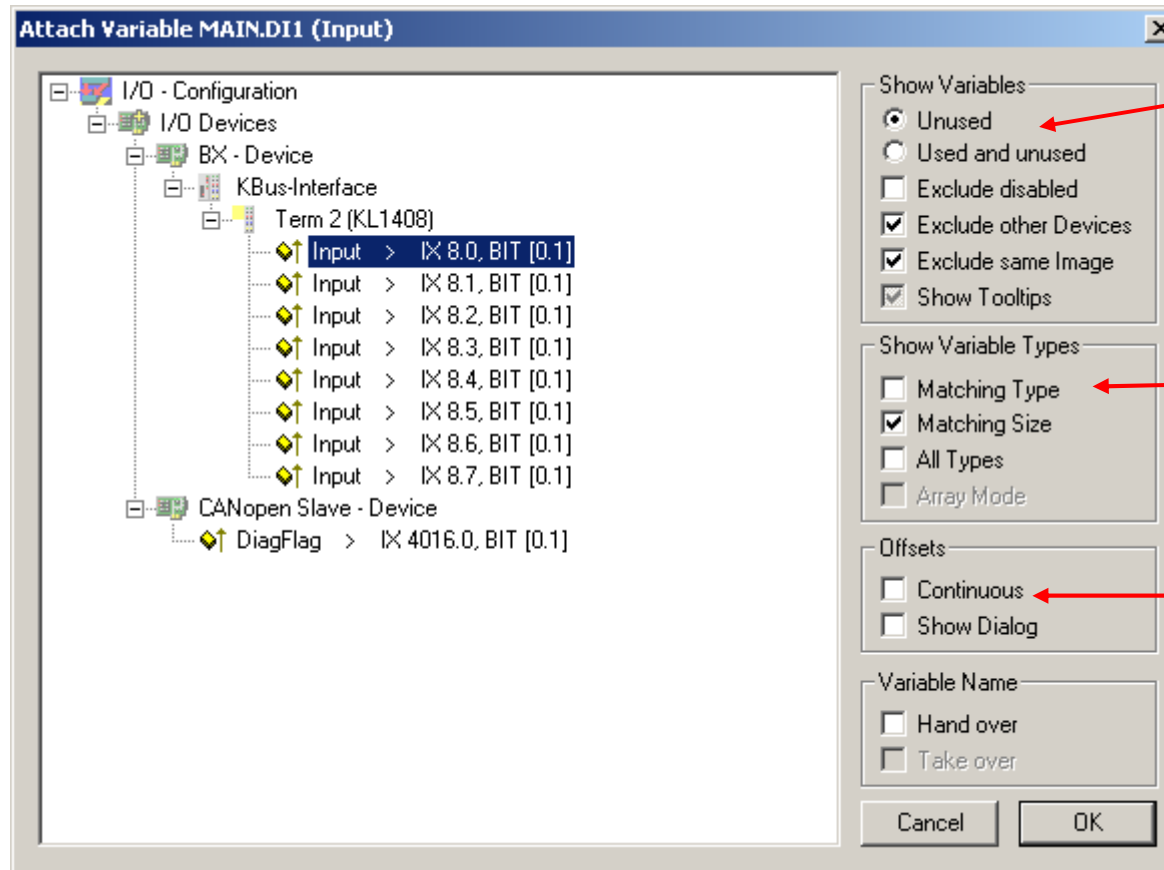 Attach Variable MAIN.DI1 (Input)
I/O - Configuration
I/O Devices
BX - Device
KBus-Interface
Term 2 (KL1408)
Input > IX 8.0, BIT [0.1]
Input > IX 8.1, BIT [0.1]
Input > IX 8.2, BIT [0.1]
Input > IX 8.3, BIT [0.1]
Input > IX 8.4, BIT [0.1]
Input > IX 8.5, BIT [0.1]
Input > IX 8.6, BIT [0.1]
Input > IX 8.7, BIT [0.1]
CANopen Slave - Device
DiagFlag > IX 4016.0, BIT [0.1]
Show Variables
Unused
Used and unused
Exclude disabled
Exclude other Devices
Exclude same Image
Show Tooltips
Show Variable Types
Matching Type
Matching Size
All Types
Array Mode
Offsets
Continuous
Show Dialog
Variable Name
Hand over
Take over
Cancel OK